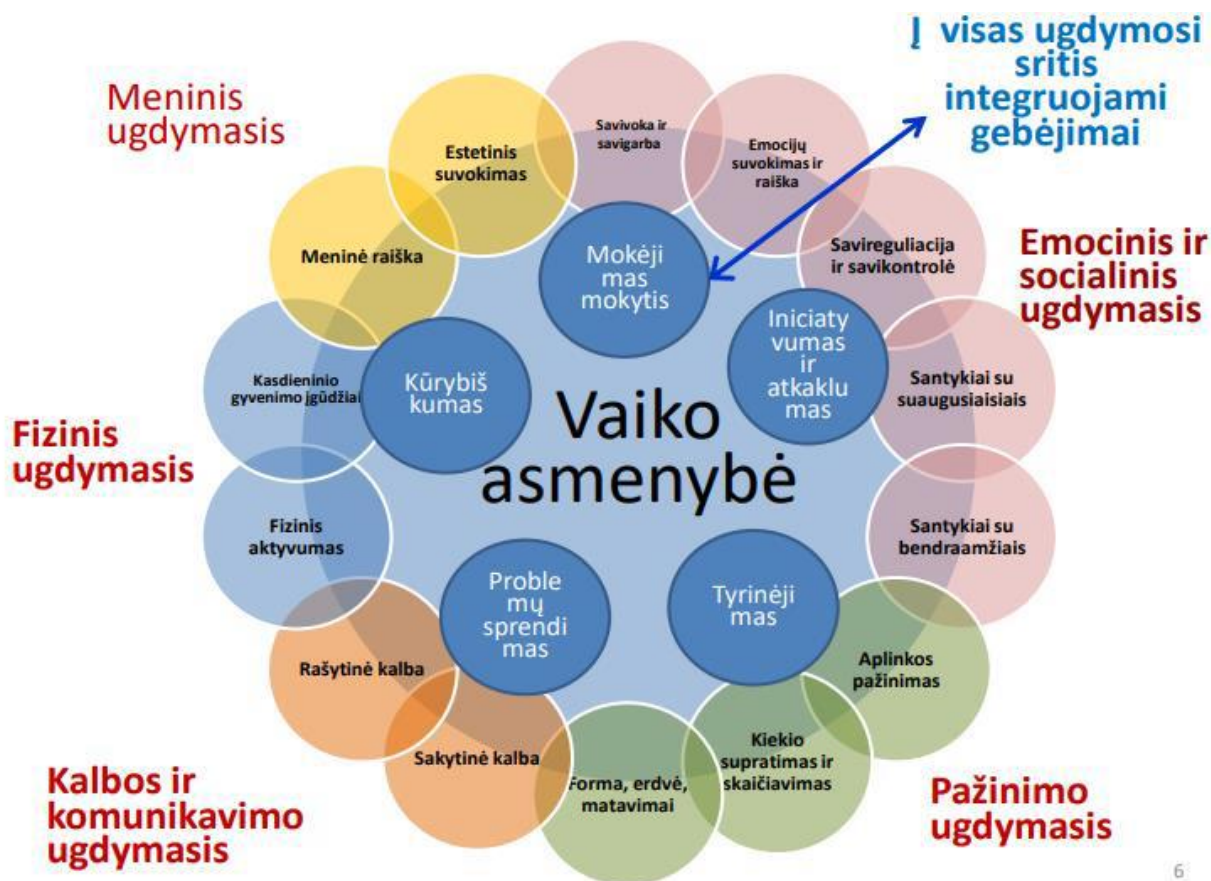 Į visas ugdymosi
sritis
integruojami
gebėjimai
Meninis
ugdymasis
Savivoka ir
savigarba
Emocijų
suvokimas ir
raiška
Estetinis
suvokimas
Meninė raiška
Savireguliacija
ir savikontrolė
Emocinis ir
socialinis
ugdymasis
Mokėji
mas
mokytis
Iniciaty
vumas
ir
atkaklu
mas
Kasdieninio
gyvenimo įgūdžiai
Kūrybiš
kumas
Santykiai su
suaugusiaisiais
Vaiko
asmenybė
Fizinis
ugdymasis
Fizinis
aktyvumas
Santykiai su
bendraamžiais
Proble
mų
sprendi
mas
Tyrinėji
mas
Rašytinė kalba
Aplinkos
pažinimas
Sakytinė kalba
Forma, erdvė,
matavimai
Kiekio
supratimas ir
skaičiavimas
Kalbos ir
komunikavimo
ugdymasis
Pažinimo
ugdymasis
6